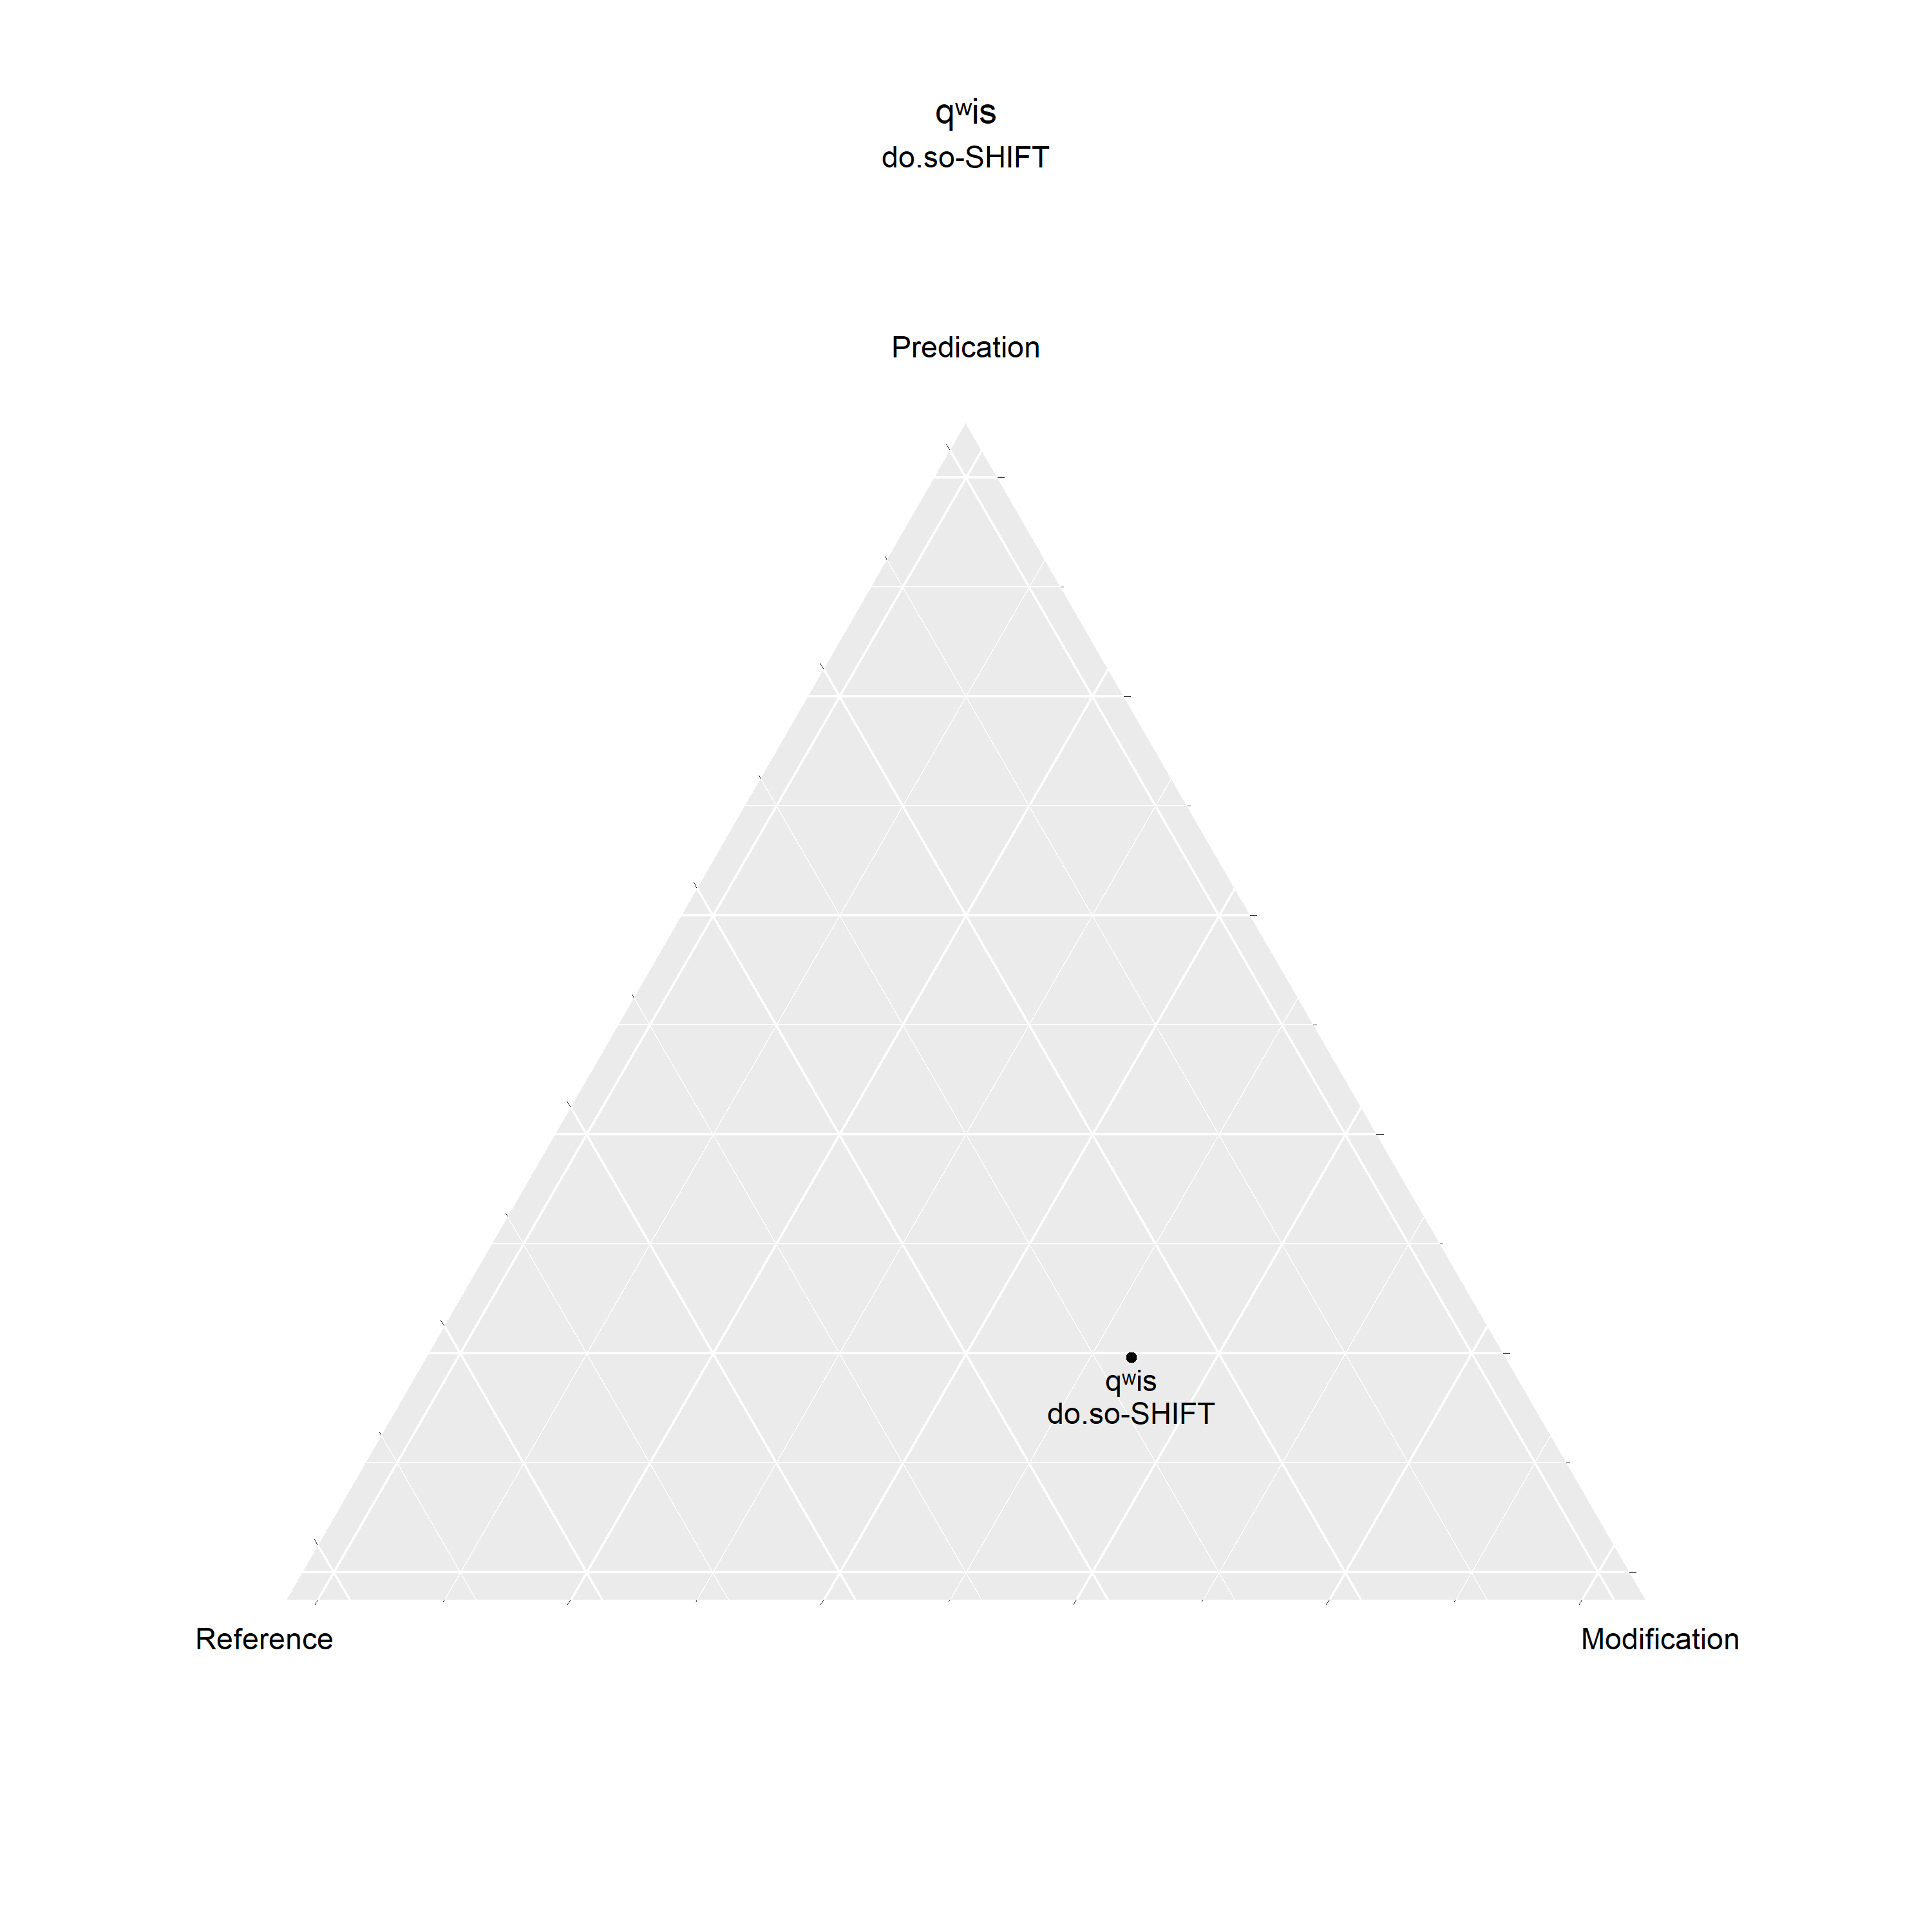 qʷis
do.so-SHIFT
Predication
qʷis
do.so-SHIFT
Reference
Modification